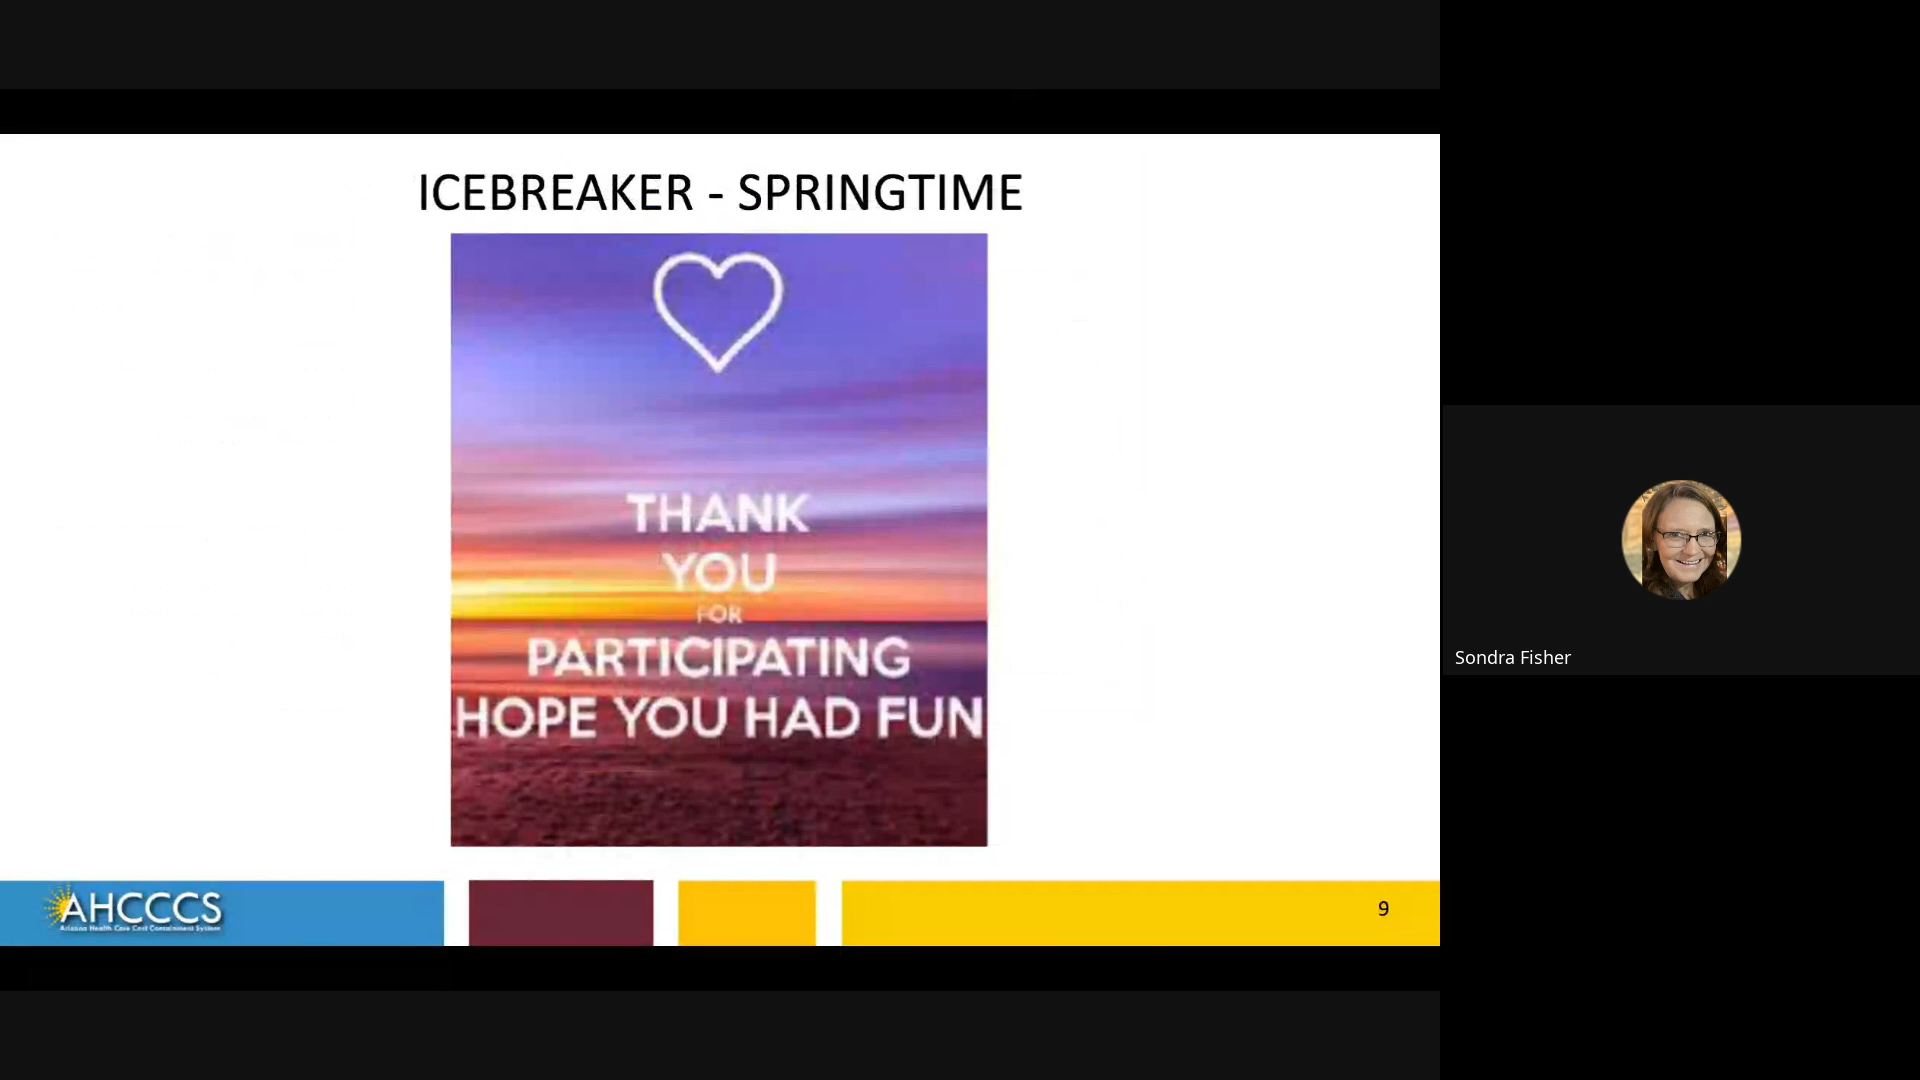 ICEBREAKER - SPRINGTIME
THANK
YOU
FOR
PARTICIPATING
HOPE YOU HAD FUN
Sondra Fisher
AHCCCS
Arizona Health Care Cost Containment System
9